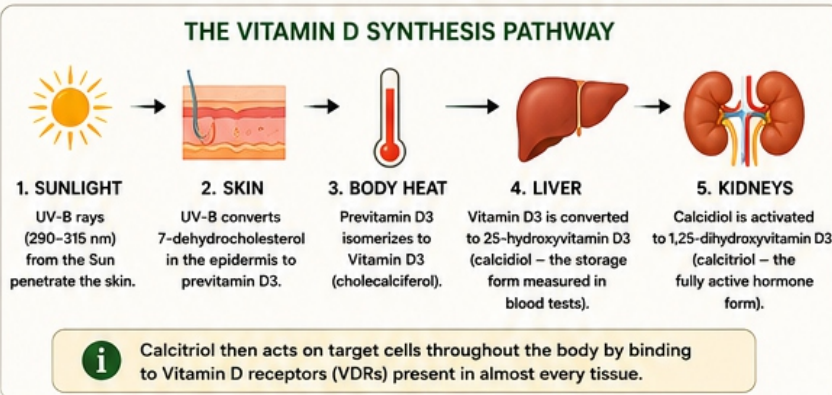 THE VITAMIN D SYNTHESIS PATHWAY
1. SUNLIGHT
UV-B rays
(290–315 nm)
from the Sun
penetrate the skin.
2. SKIN
UV-B converts
7-dehydrocholesterol
in the epidermis to
previtamin D3.
3. BODY HEAT
Previtamin D3
isomerizes to
Vitamin D3
(cholecalciferol).
4. LIVER
Vitamin D3 is converted
to 25-hydroxyvitamin D3
(calcidiol – the storage
form measured in
blood tests).
5. KIDNEYS
Calcidiol is activated
to 1,25-dihydroxyvitamin D3
(calcitriol – the
fully active hormone
form).
i
Calcitriol then acts on target cells throughout the body by binding
to Vitamin D receptors (VDRs) present in almost every tissue.